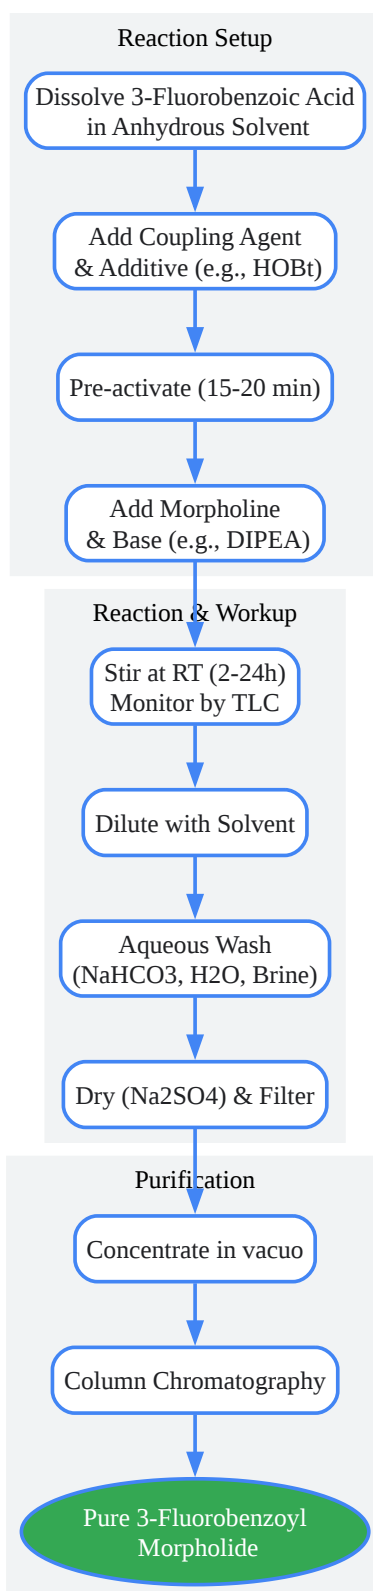 Reaction Setup
Dissolve 3-Fluorobenzoic Acid
in Anhydrous Solvent
Add Coupling Agent
& Additive (e.g., HOBt)
Pre-activate (15-20 min)
Add Morpholine
& Base (e.g., DIPEA)
Reaction & Workup
Stir at RT (2-24h)
Monitor by TLC
Dilute with Solvent
Aqueous Wash
(NaHCO3, H2O, Brine)
Dry (Na2SO4) & Filter
Purification
Concentrate in vacuo
Column Chromatography
Pure 3-Fluorobenzoyl
Morpholide